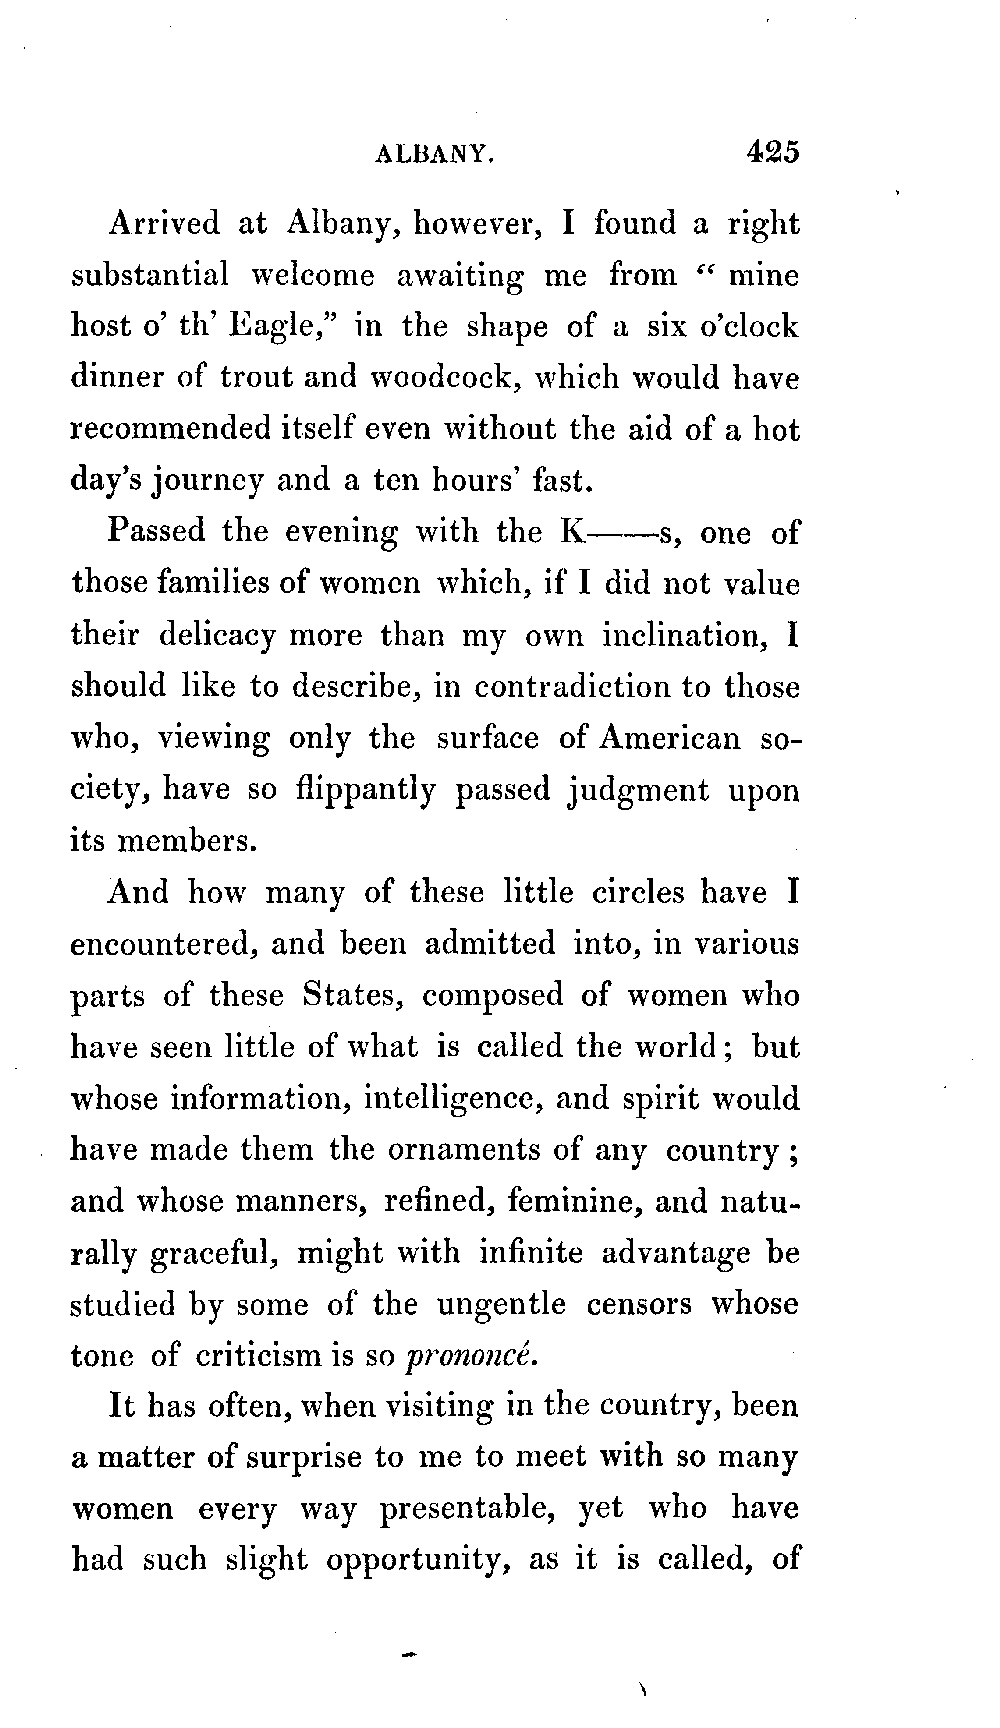 ALBANY. 425
Arrived at Albany, however, I found a right
substantial welcome awaiting me from “ mine
host o’ th’ Eagle,” in the shape of a six o’clock
dinner of trout and woodcock, which would have
recommended itself even without the aid of a hot
day’s journey and a ten hours’ fast.
Passed the evening with the K——s, one of
those families of women which, if I did not value
their delicacy more than my own inclination, I
should like to describe, in contradiction to those
who, viewing only the surface of American so-
ciety, have so flippantly passed judgment upon
its members.
And how many of these little circles have I
encountered, and been admitted into, in various
parts of these States, composed of women who
have seen little of what is called the world ; but
whose information, intelligence, and spirit would
have made them the ornaments of any country ;
and whose manners, refined, feminine, and natu-
rally graceful, might with infinite advantage be
studied by some of the ungentle censors whose
tone of criticism is so prononcé.
It has often, when visiting in the country, been
a matter of surprise to me to meet with so many
women every way presentable, yet who have
had such slight opportunity, as it is called, of